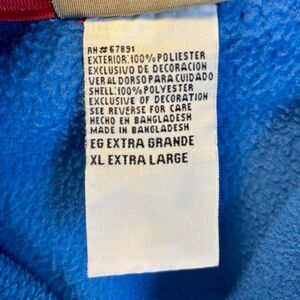 RN#67891
EXTERIOR:100%POLIESTER
EXCLUSIVO DE DECORACION
VER AL DORSO PARA CUIDADO
SHELL:100%POLYESTER
EXCLUSIVE OF DECORATION
SEE REVERSE FOR CARE
HECHO EN BANGLADESH
MADE IN BANGLADESH
EG EXTRA GRANDE
XL EXTRA LARGE